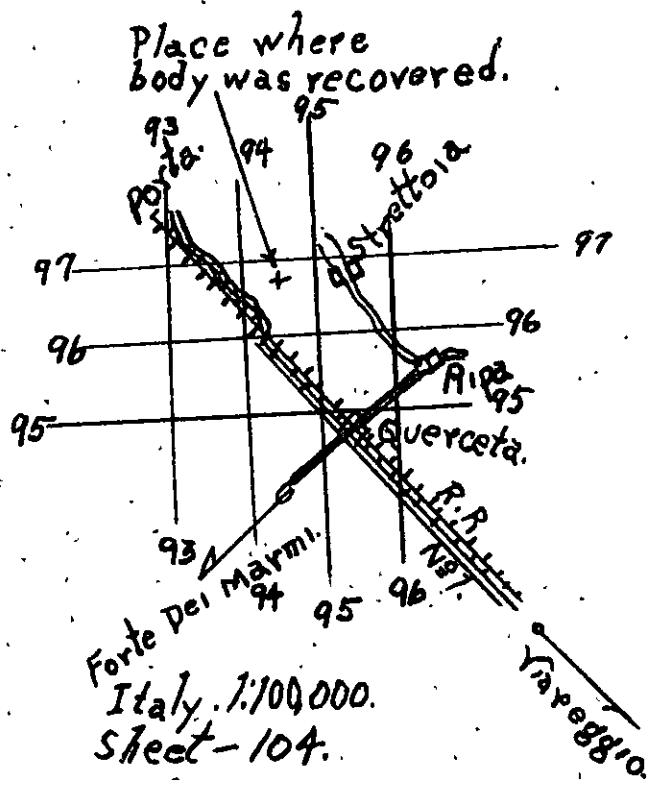 Place where
body was recovered.
95
93
94
96
Porta.
Strettoia
97
97
96
96
Ripa
95
95
Querceta.
R.R
No 1.
93
94
95
96
Forte Dei Marmi.
Viareggio.
Italy. 1:100,000.
Sheet-104.